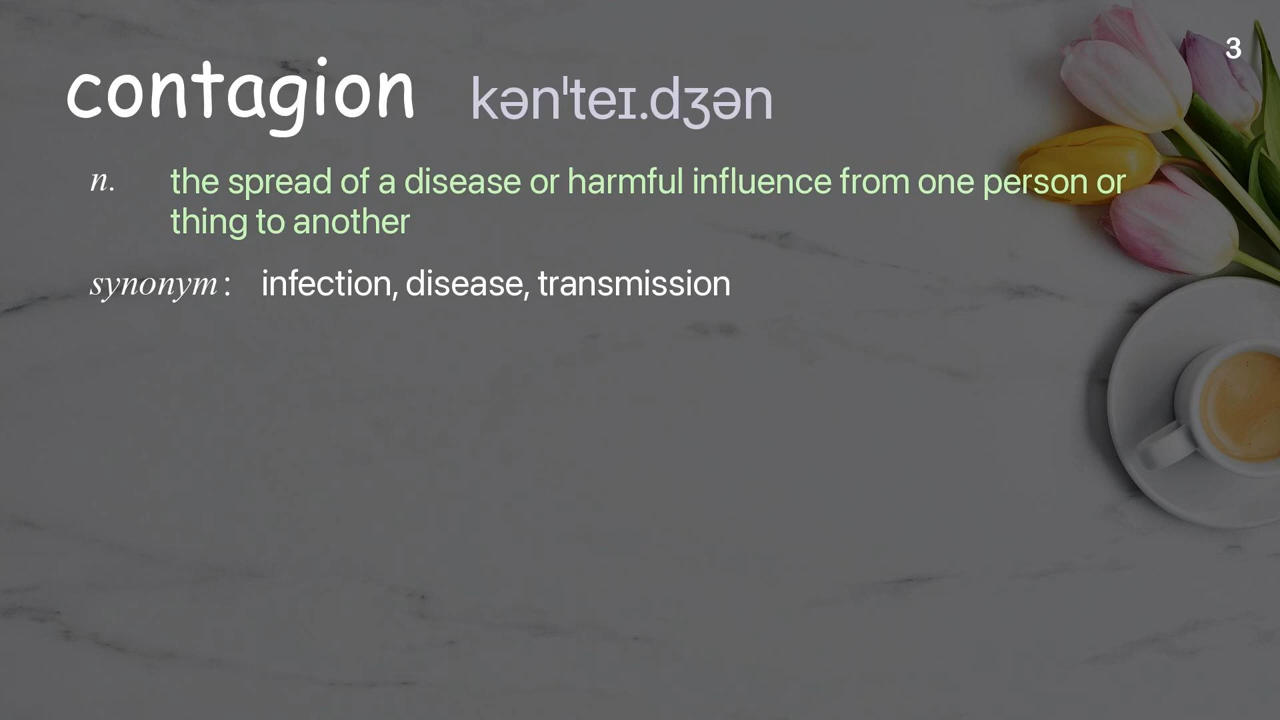 3
contagion kənˈteɪ.dʒən
n. the spread of a disease or harmful influence from one person or
thing to another
synonym: infection, disease, transmission